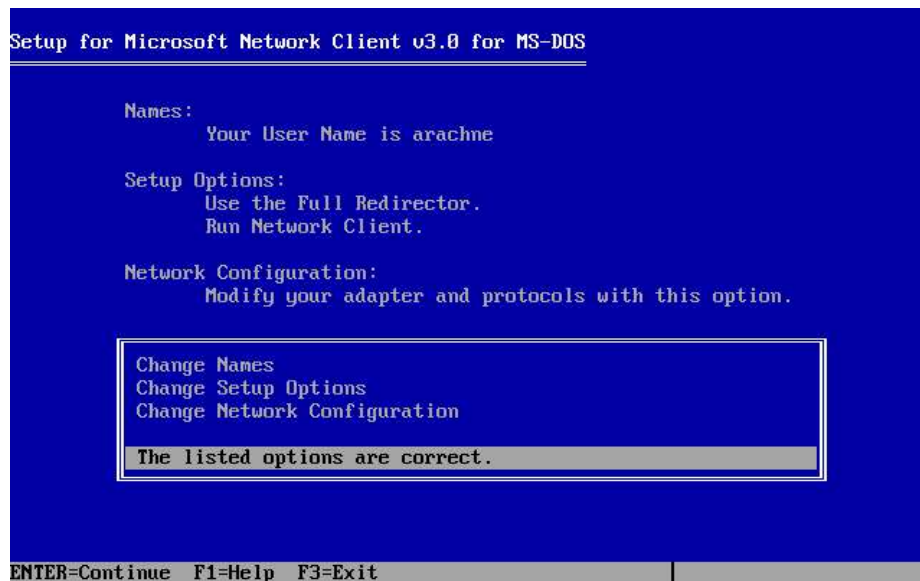 Setup for Microsoft Network Client v3.0 for MS-DOS
Names:
Your User Name is arachne
Setup Options:
Use the Full Redirector.
Run Network Client.
Network Configuration:
Modify your adapter and protocols with this option.
Change Names
Change Setup Options
Change Network Configuration
The listed options are correct.
ENTER=Continue F1=Help F3=Exit